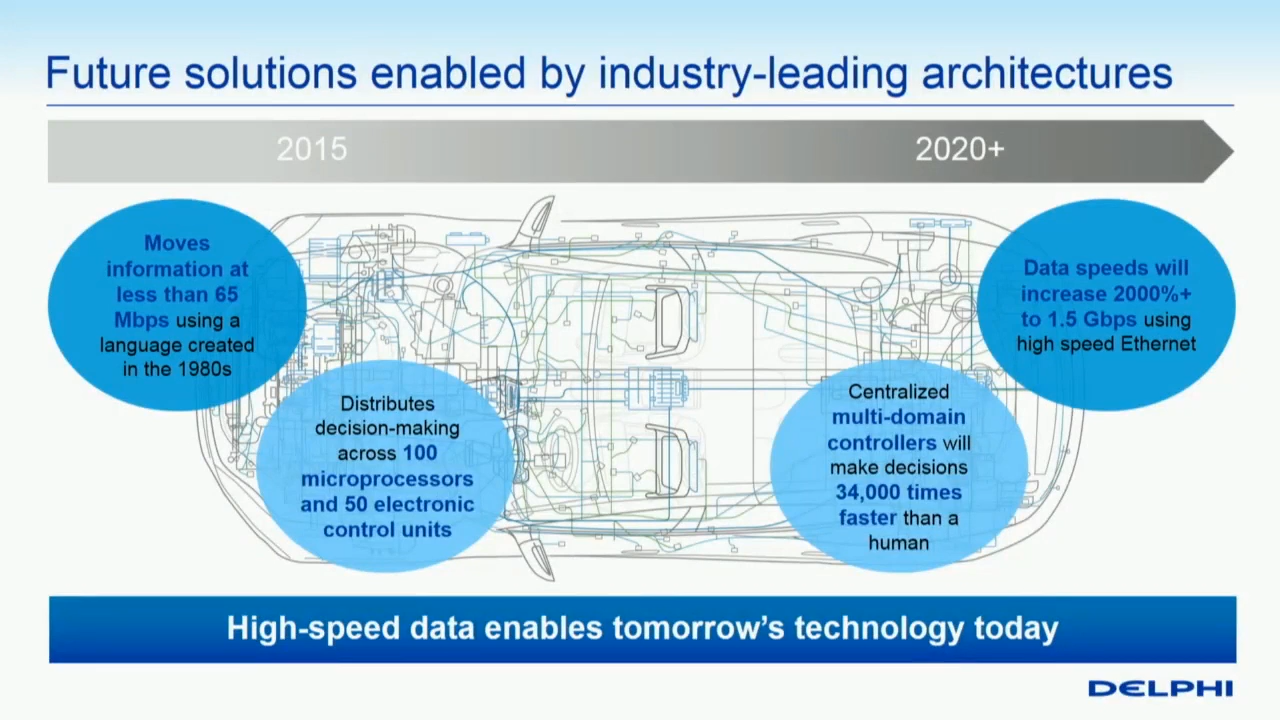 Future solutions enabled by industry-leading architectures
2015
2020+
Moves
information at
less than 65
Mbps using a
language created
in the 1980s
Distributes
decision-making
across 100
microprocessors
and 50 electronic
control units
Centralized
multi-domain
controllers will
make decisions
34,000 times
faster than a
human
Data speeds will
increase 2000%+
to 1.5 Gbps using
high speed Ethernet
High-speed data enables tomorrow’s technology today
DELPHI